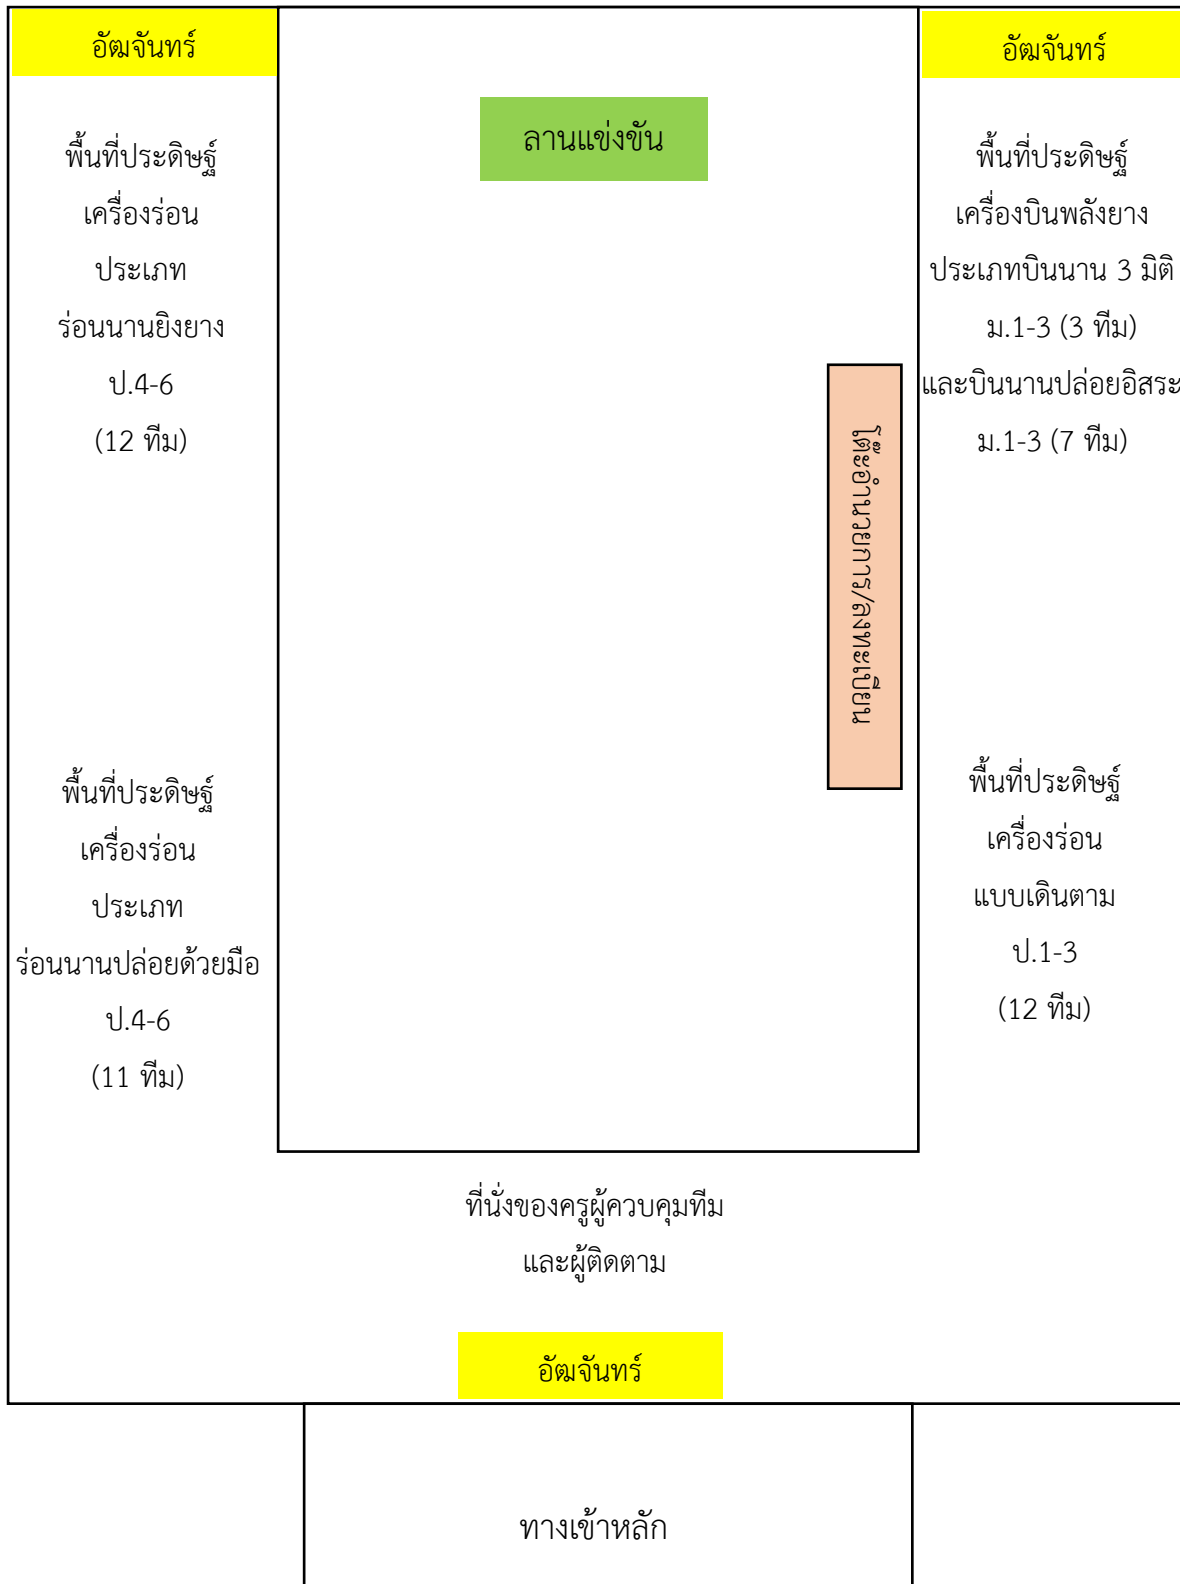 อัฒจันทร์
พื้นที่ประดิษฐ์
เครื่องร่อน
ประเภท
ร่อนนานยิงยาง
ป.4-6
(12 ทีม)
พื้นที่ประดิษฐ์
เครื่องร่อน
ประเภท
ร่อนนานปล่อยด้วยมือ
ป.4-6
(11 ทีม)
ลานแข่งขัน
โต๊ะอำนวยการ/ลงทะเบียน
อัฒจันทร์
พื้นที่ประดิษฐ์
เครื่องบินพลังยาง
ประเภทบินนาน 3 มิติ
ม.1-3 (3 ทีม)
และบินนานปล่อยอิสระ
ม.1-3 (7 ทีม)
พื้นที่ประดิษฐ์
เครื่องร่อน
แบบเดินตาม
ป.1-3
(12 ทีม)
ที่นั่งของครูผู้ควบคุมทีม
และผู้ติดตาม
อัฒจันทร์
ทางเข้าหลัก